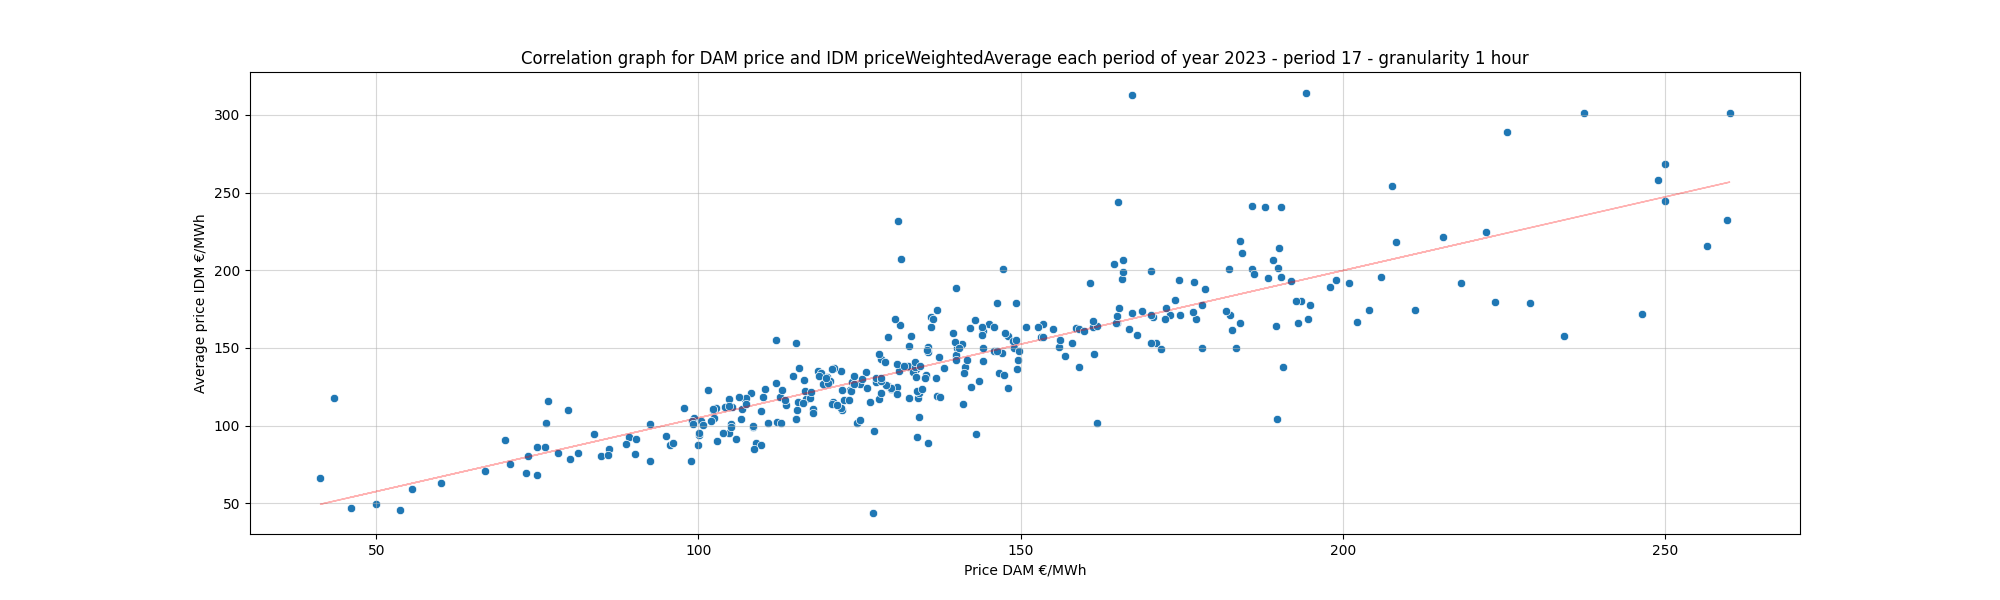 Correlation graph for DAM price and IDM priceWeightedAverage each period of year 2023 - period 17 - granularity 1 hour
Average price IDM €/MWh
300
250
200
150
100
50
50 100 150 200 250
Price DAM €/MWh